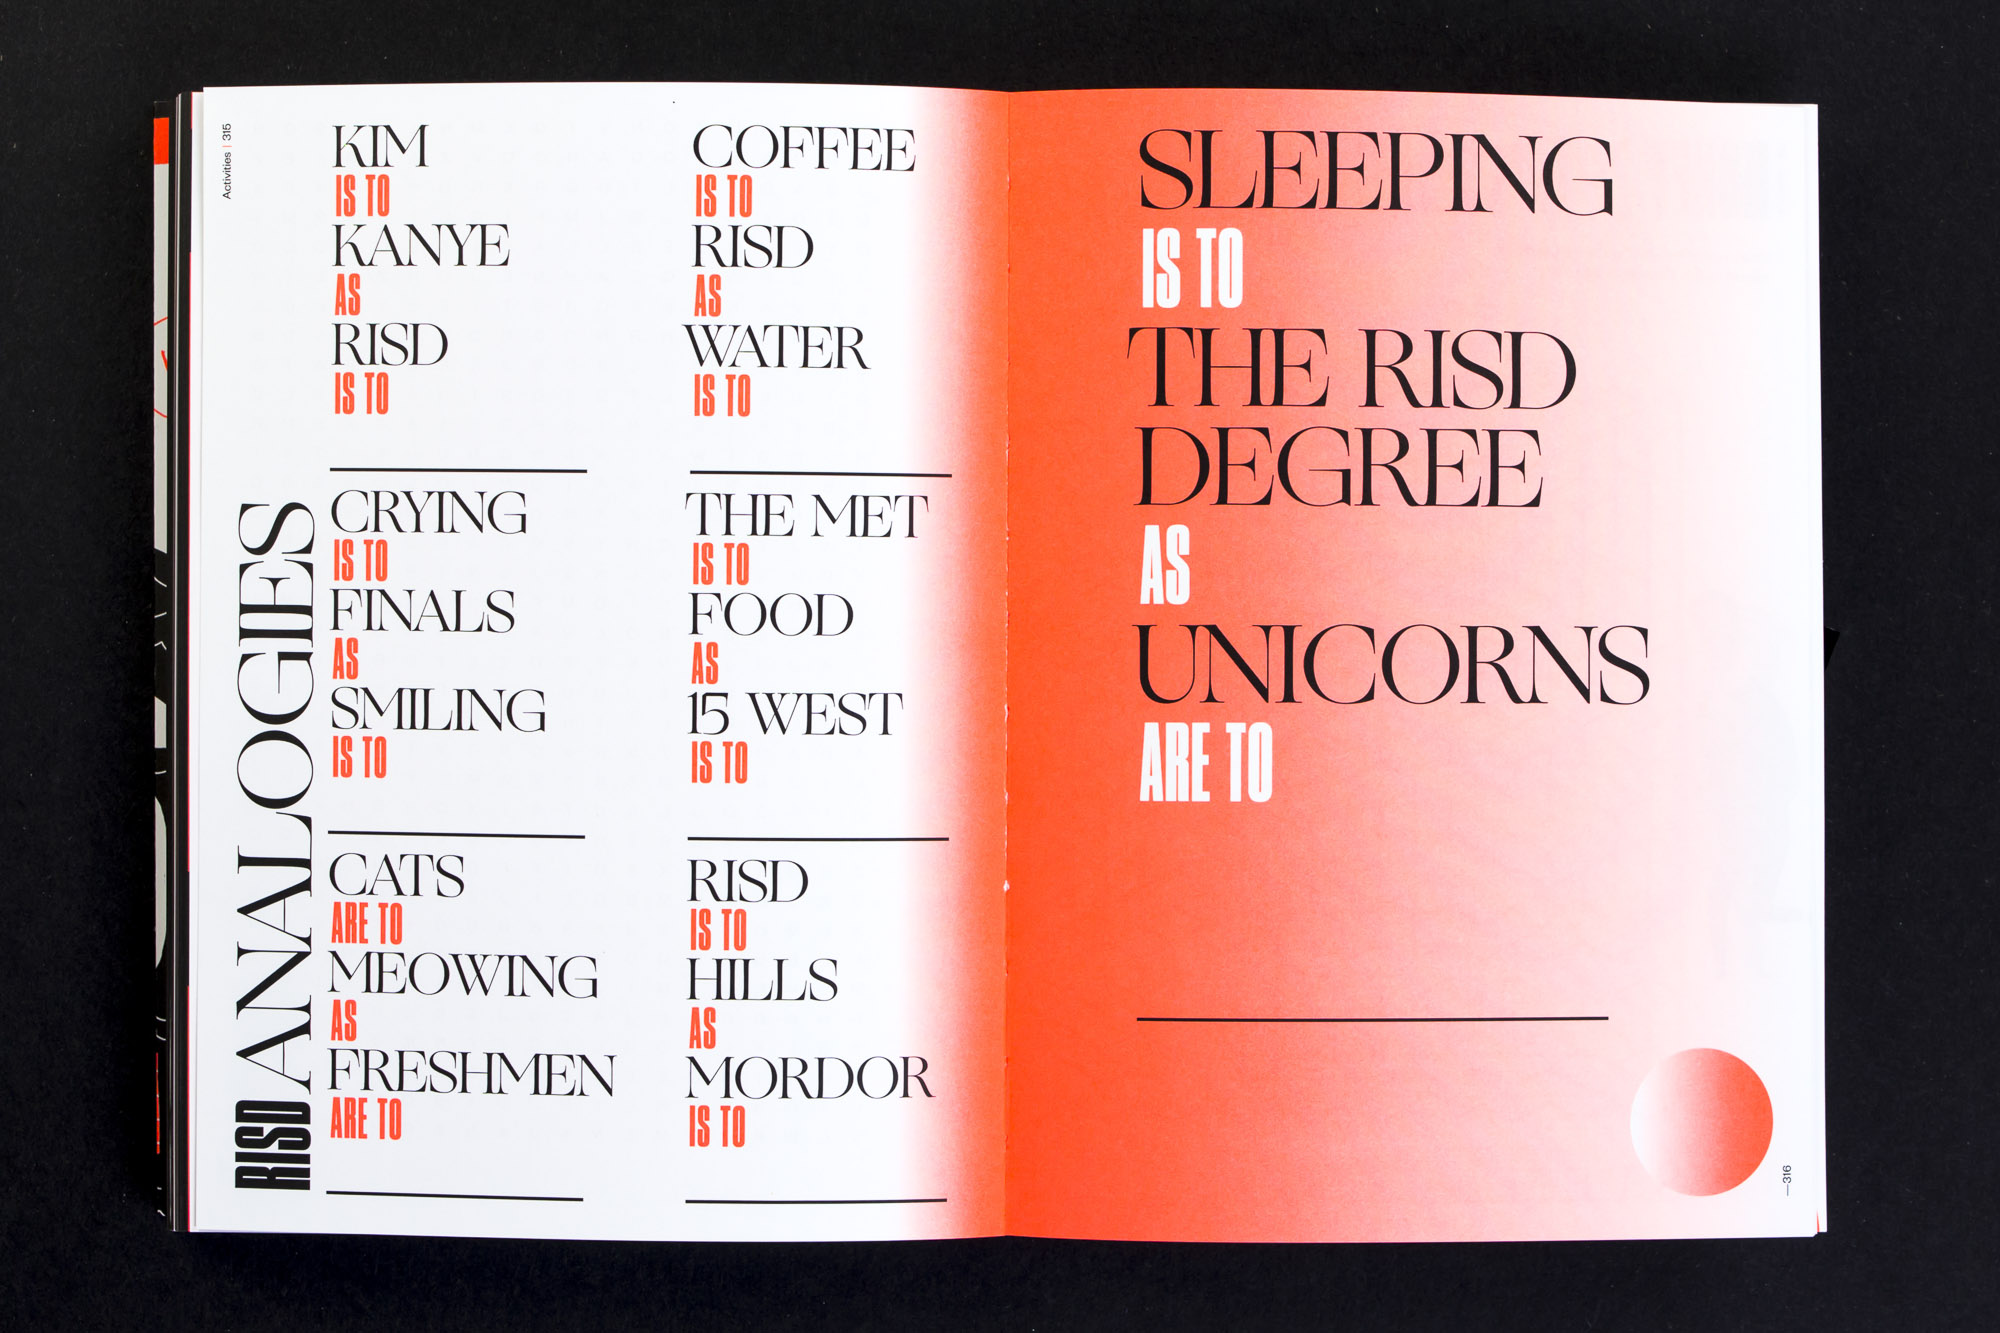 Activities | 315
RISD ANALOGIES
KIM
IS TO
KANYE
AS
RISD
IS TO
CRYING
IS TO
FINALS
AS
SMILING
IS TO
CATS
ARE TO
MEOWING
AS
FRESHMEN
ARE TO
COFFEE
IS TO
RISD
AS
WATER
IS TO
THE MET
IS TO
FOOD
AS
15 WEST
IS TO
RISD
IS TO
HILLS
AS
MORDOR
IS TO
SLEEPING
IS TO
THE RISD
DEGREE
AS
UNICORNS
ARE TO
—316